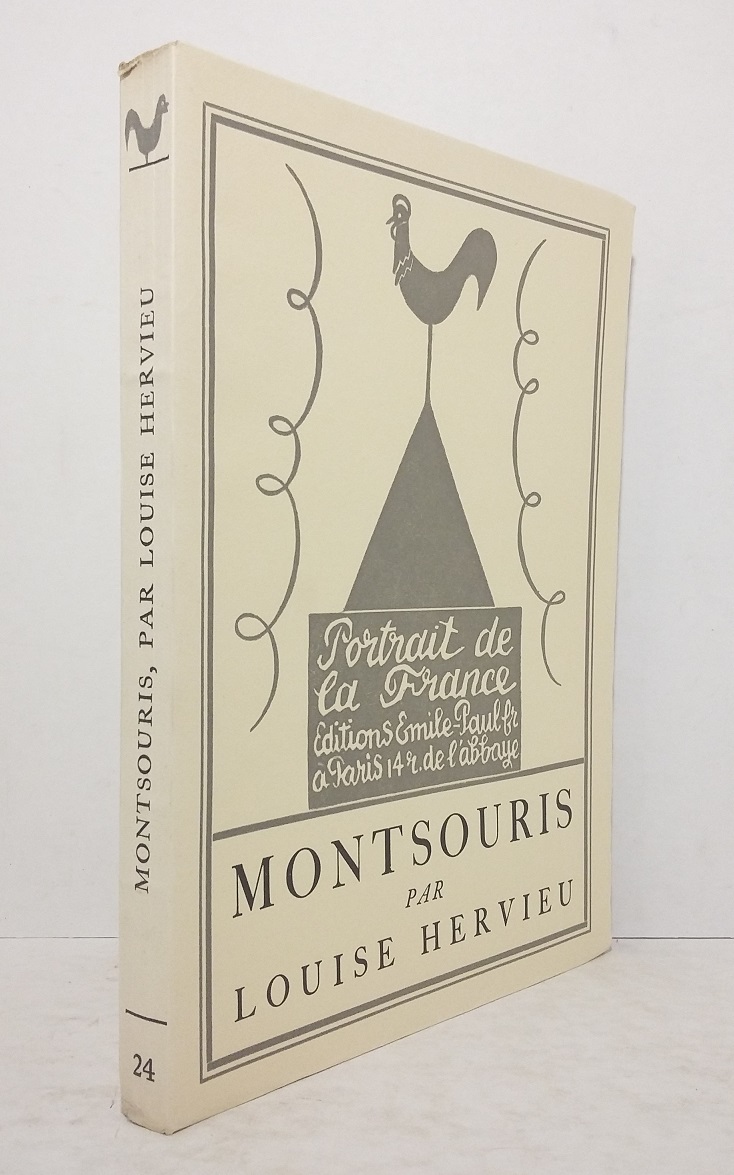 MONTSOURIS, PAR LOUISE HERVIEU
24
Portrait de
la France
Editions Emile-Paul fr
à Paris 14 r. de l'abbaye
MONTSOURIS
PAR
LOUISE HERVIEU